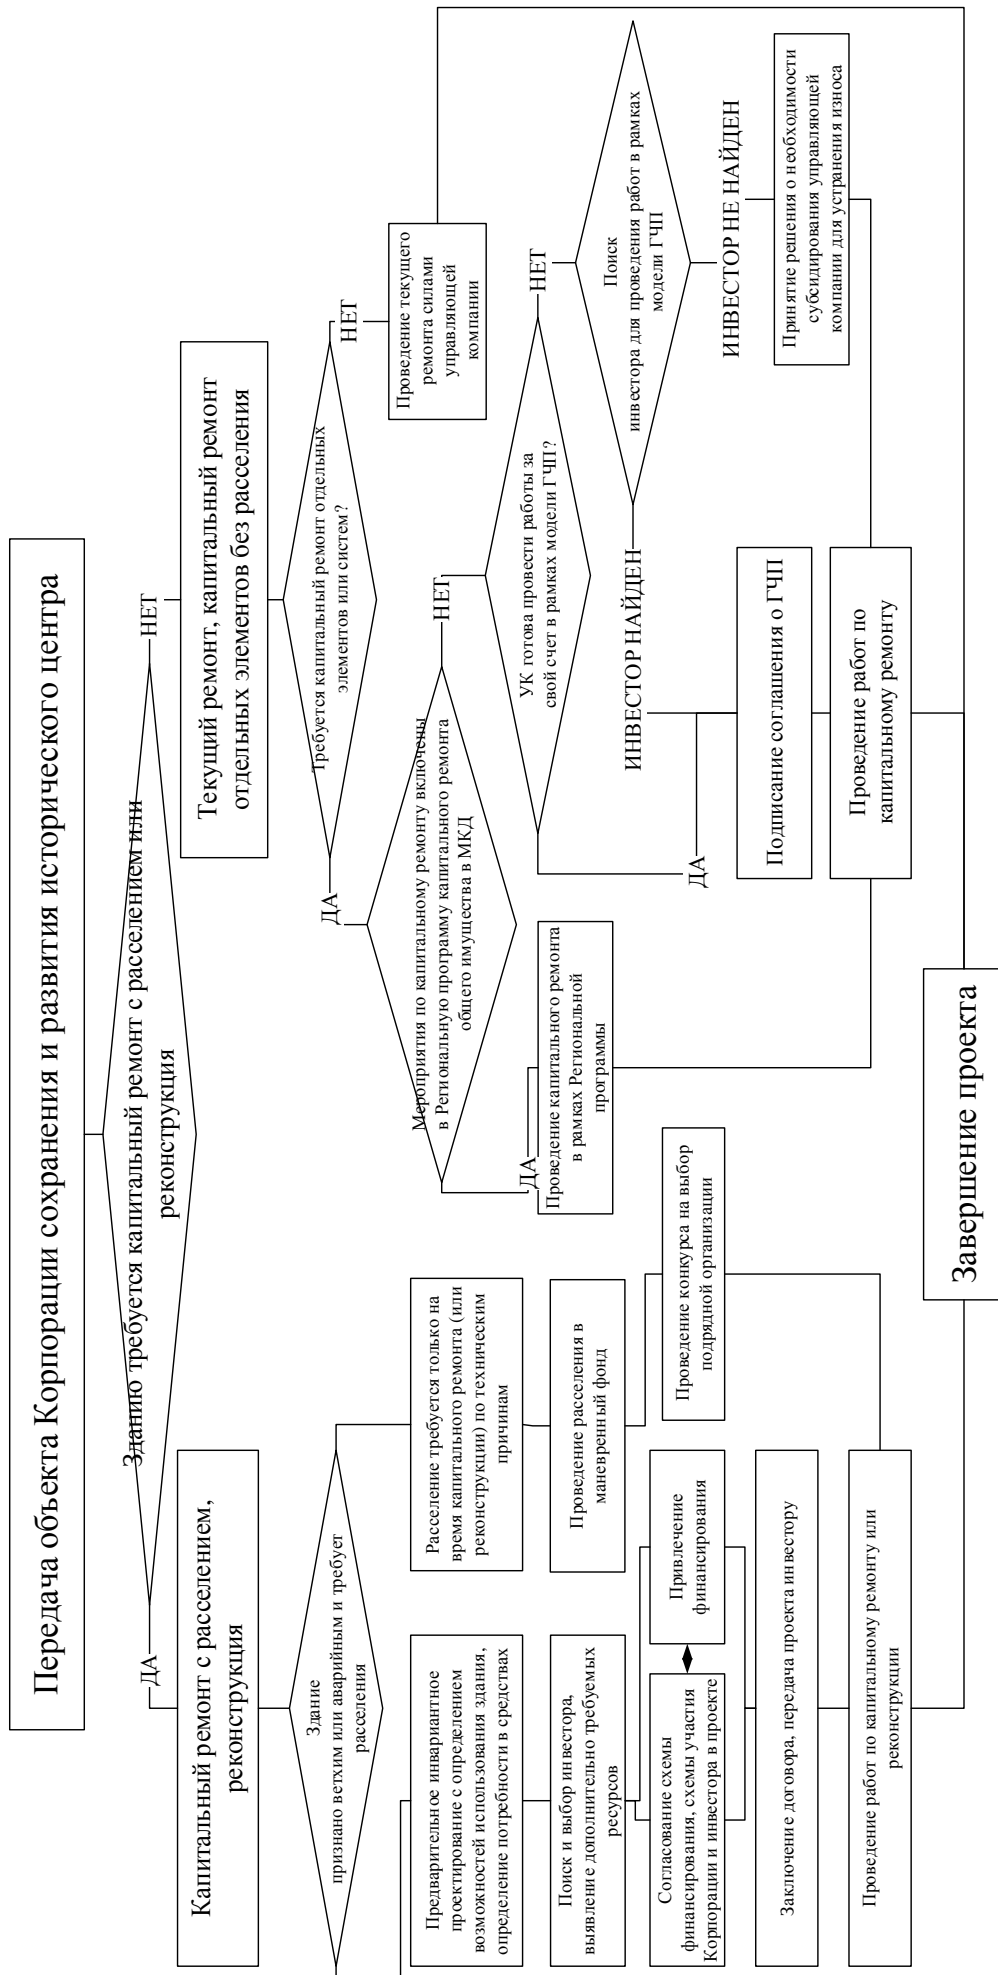 Передача объекта Корпорации сохранения и развития исторического центра
Зданию требуется капитальный ремонт с расселением или
реконструкция
ДА
НЕТ
Капитальный ремонт с расселением,
реконструкция
Здание
признано ветхим или аварийным и требует
расселения
Предварительное инвариантное
проектирование с определением
возможностей использования здания,
определение потребности в средствах
Поиск и выбор инвестора,
выявление дополнительно требуемых
ресурсов
Согласование схемы
финансирования, схемы участия
Корпорации и инвестора в проекте
Привлечение
финансирования
Заключение договора, передача проекта инвестору
Проведение работ по капитальному ремонту или
реконструкции
Расселение требуется только на
время капитального ремонта (или
реконструкции) по техническим
причинам
Проведение расселения в
маневренный фонд
Проведение конкурса на выбор
подрядной организации
Текущий ремонт, капитальный ремонт
отдельных элементов без расселения
Требуется капитальный ремонт отдельных
элементов или систем?
ДА
НЕТ
Проведение текущего
ремонта силами
управляющей
компании
Мероприятия по капитальному ремонту включены
в Региональную программу капитального ремонта
общего имущества в МКД
ДА
НЕТ
Проведение капитального ремонта
в рамках Региональной
программы
УК готова провести работы за
свой счет в рамках модели ГЧП?
НЕТ
ДА
Поиск
инвестора для проведения работ в рамках
модели ГЧП
ИНВЕСТОР НАЙДЕН
ИНВЕСТОР НЕ НАЙДЕН
Подписание соглашения о ГЧП
Принятие решения о необходимости
субсидирования управляющей
компании для устранения износа
Проведение работ по
капитальному ремонту
Завершение проекта